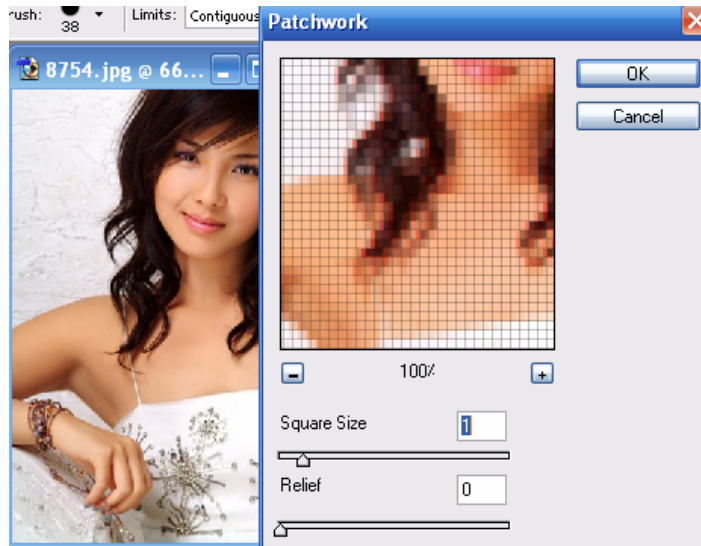 rush: 38 Limits: Contiguous
Patchwork
8754.jpg @ 66...
OK
Cancel
100%
Square Size 1
Relief 0